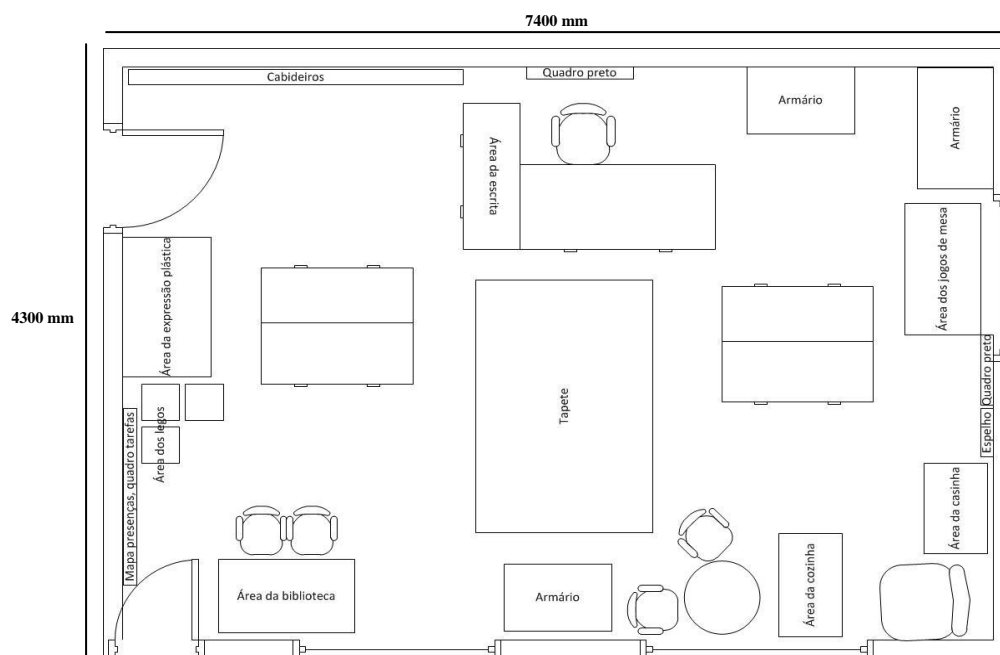 7400 mm
Cabideiros
Quadro preto
Armário
Armário
Área da escrita
Área dos jogos de mesa
Área da expressão plástica
4300 mm
Tapete
Quadro preto
Espelho
Área dos legos
Mapa presenças, quadro tarefas
Área da casinha
Área da biblioteca
Armário
Área da cozinha